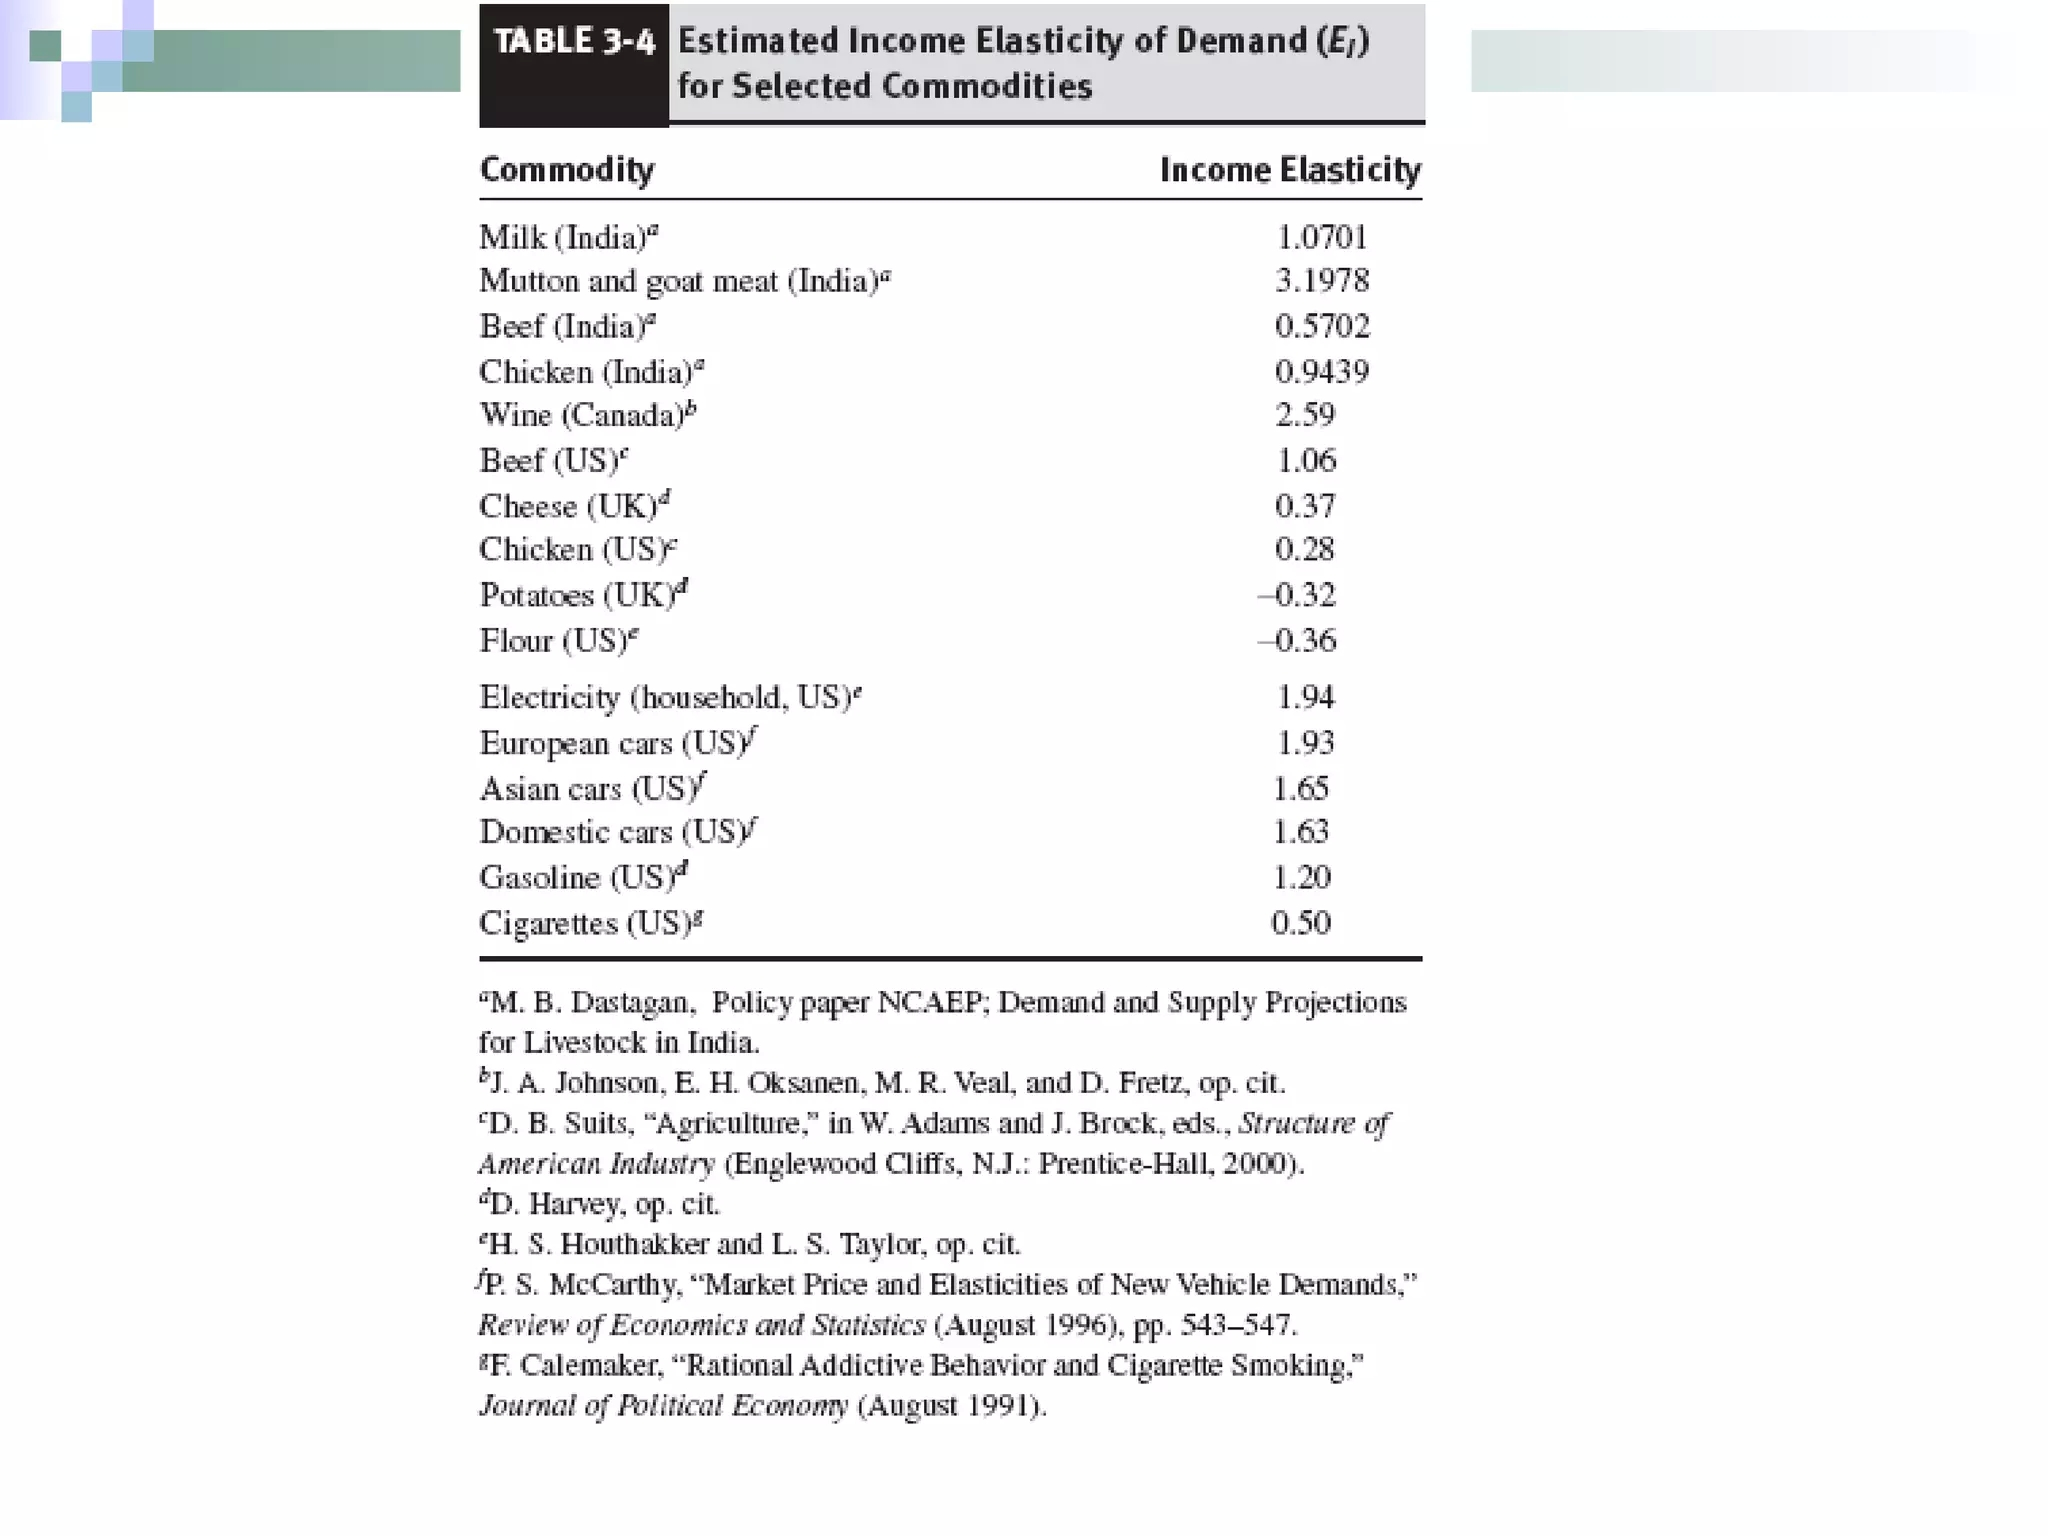 TABLE 3-4 Estimated Income Elasticity of Demand (E_I)
for Selected Commodities
Commodity Income Elasticity
Milk (India)^a 1.0701
Mutton and goat meat (India)^a 3.1978
Beef (India)^a 0.5702
Chicken (India)^a 0.9439
Wine (Canada)^b 2.59
Beef (US)^c 1.06
Cheese (UK)^d 0.37
Chicken (US)^c 0.28
Potatoes (UK)^d –0.32
Flour (US)^e –0.36
Electricity (household, US)^e 1.94
European cars (US)^f 1.93
Asian cars (US)^f 1.65
Domestic cars (US)^f 1.63
Gasoline (US)^d 1.20
Cigarettes (US)^g 0.50
^aM. B. Dastagan, Policy paper NCAEP; Demand and Supply Projections
for Livestock in India.
^bJ. A. Johnson, E. H. Oksanen, M. R. Veal, and D. Fretz, op. cit.
^cD. B. Suits, “Agriculture,” in W. Adams and J. Brock, eds., Structure of
American Industry (Englewood Cliffs, N.J.: Prentice-Hall, 2000).
^dD. Harvey, op. cit.
^eH. S. Houthakker and L. S. Taylor, op. cit.
^fP. S. McCarthy, “Market Price and Elasticities of New Vehicle Demands,”
Review of Economics and Statistics (August 1996), pp. 543–547.
^gF. Calemaker, “Rational Addictive Behavior and Cigarette Smoking,”
Journal of Political Economy (August 1991).